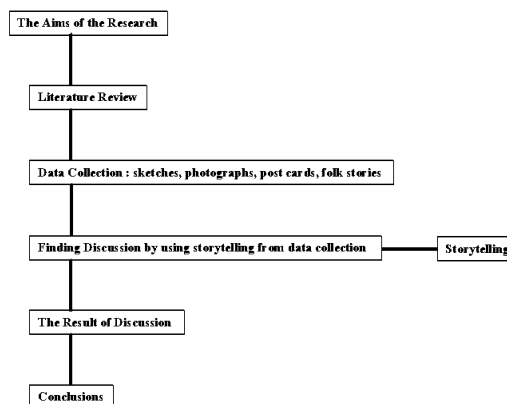 The Aims of the Research
Literature Review
Data Collection : sketches, photographs, post cards, folk stories
Finding Discussion by using storytelling from data collection
Storytelling
The Result of Discussion
Conclusions